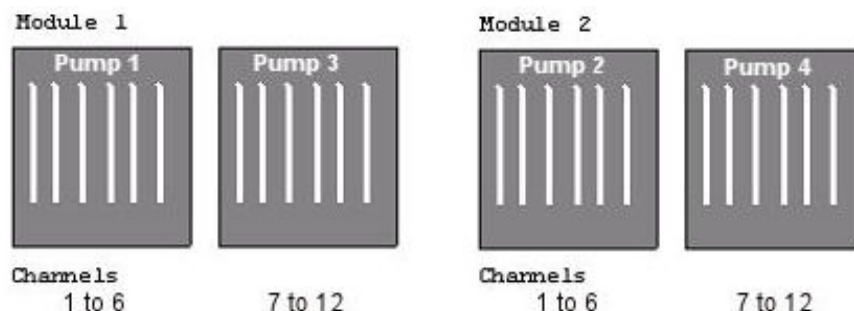 Module 1
Module 2
Pump 1
Pump 3
Pump 2
Pump 4
Channels
1 to 6
7 to 12
1 to 6
7 to 12